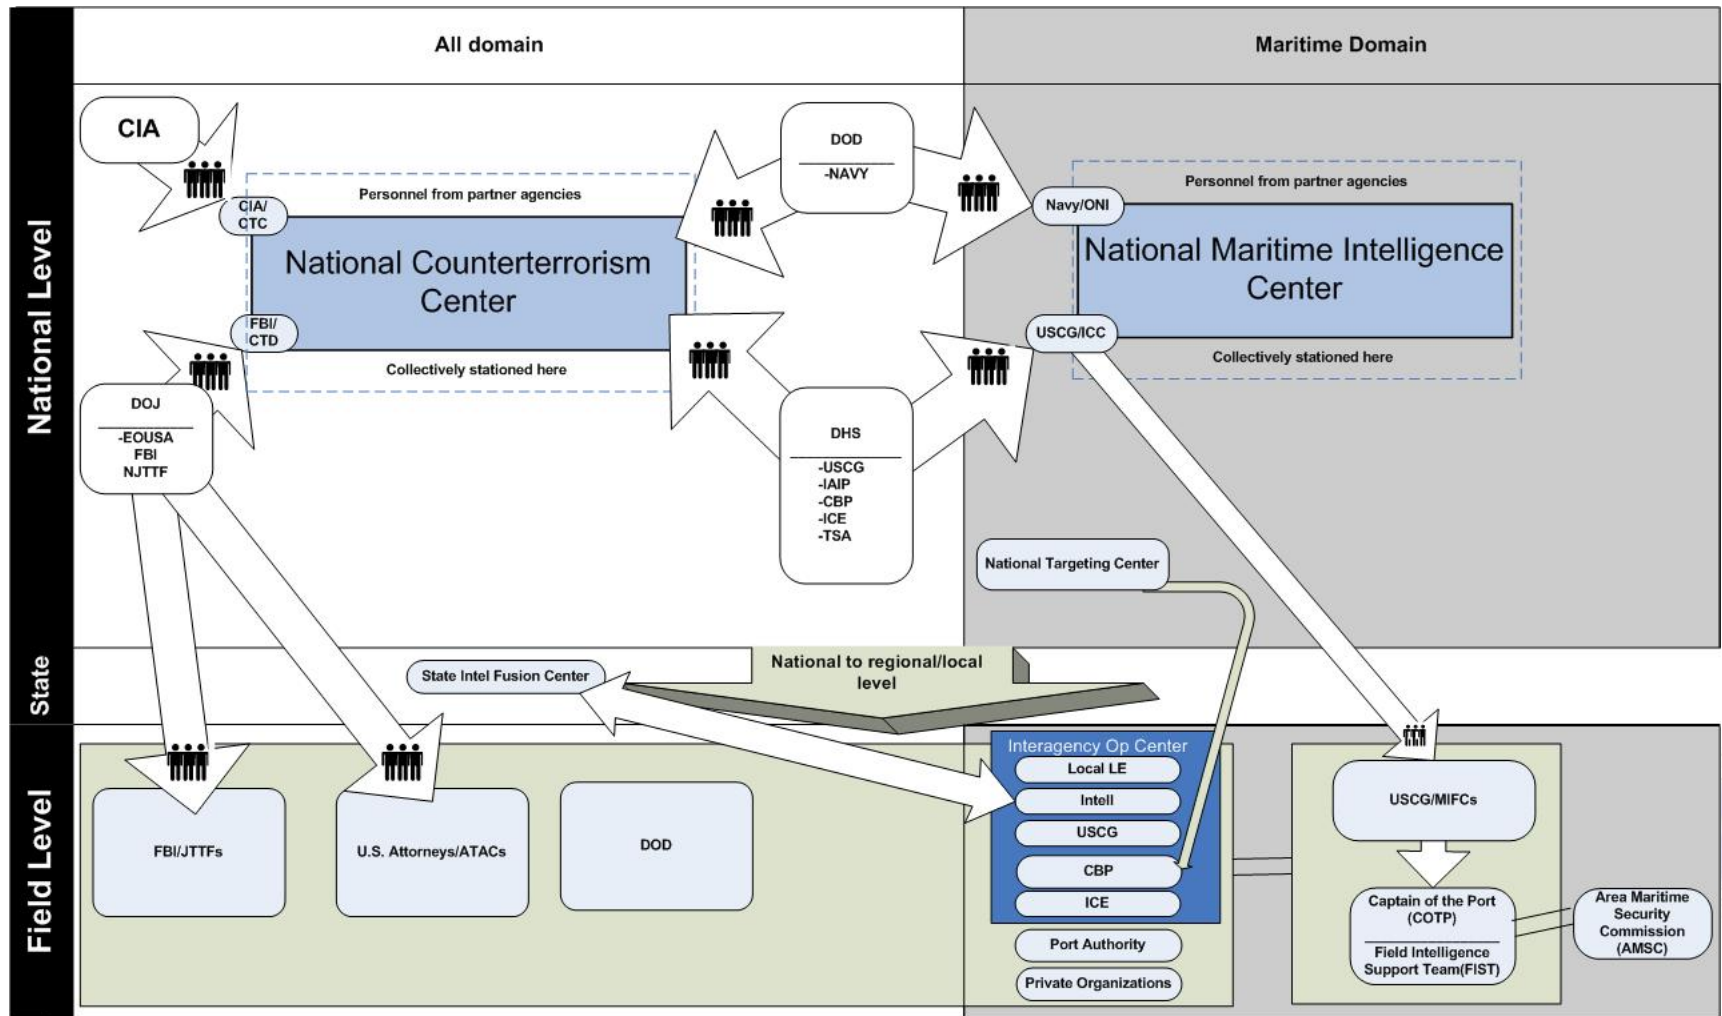 All domain
Maritime Domain
National Level
State
Field Level
CIA
CIA/
CTC
Personnel from partner agencies
National Counterterrorism
Center
FBI/
CTD
Collectively stationed here
DOJ
-EOUSA
FBI
NJTTF
DOD
-NAVY
DHS
-USCG
-IAIP
-CBP
-ICE
-TSA
Personnel from partner agencies
Navy/ONI
National Maritime Intelligence
Center
USCG/ICC
Collectively stationed here
National Targeting Center
State Intel Fusion Center
National to regional/local
level
FBI/JTTFs
U.S. Attorneys/ATACs
DOD
Interagency Op Center
Local LE
Intell
USCG
CBP
ICE
Port Authority
Private Organizations
USCG/MIFCs
Captain of the Port
(COTP)
Field Intelligence
Support Team(FIST)
Area Maritime
Security
Commission
(AMSC)